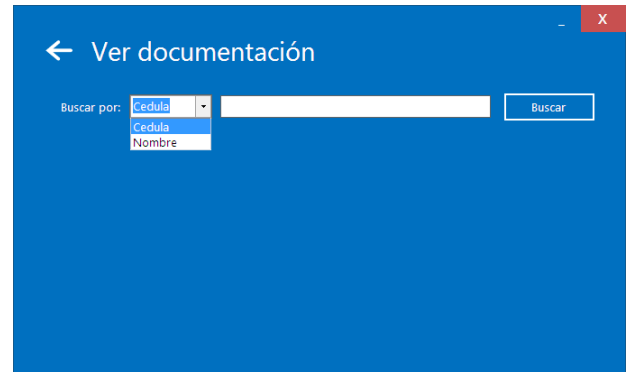 _ X
Ver documentación
Buscar por: Cedula Buscar
Cedula
Nombre